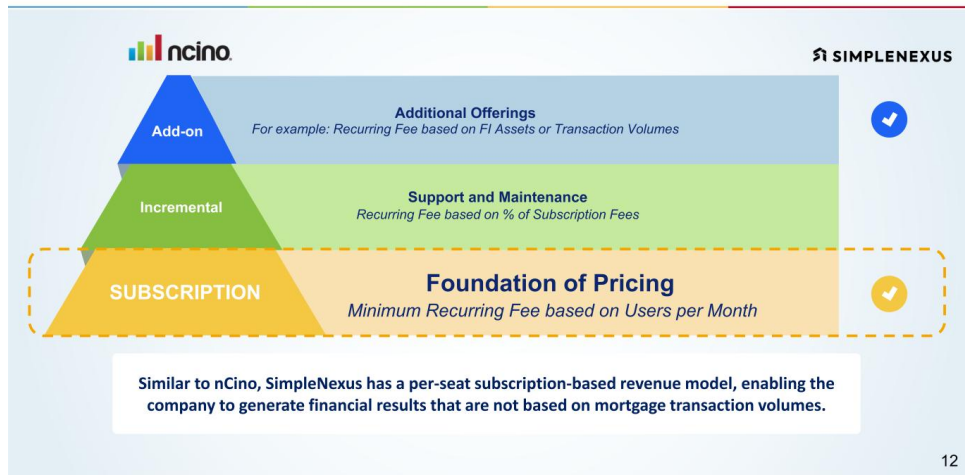 ncino.
SIMPLENEXUS
Add-on
Additional Offerings
For example: Recurring Fee based on FI Assets or Transaction Volumes
Incremental
Support and Maintenance
Recurring Fee based on % of Subscription Fees
SUBSCRIPTION
Foundation of Pricing
Minimum Recurring Fee based on Users per Month
Similar to nCino, SimpleNexus has a per-seat subscription-based revenue model, enabling the
company to generate financial results that are not based on mortgage transaction volumes.
12